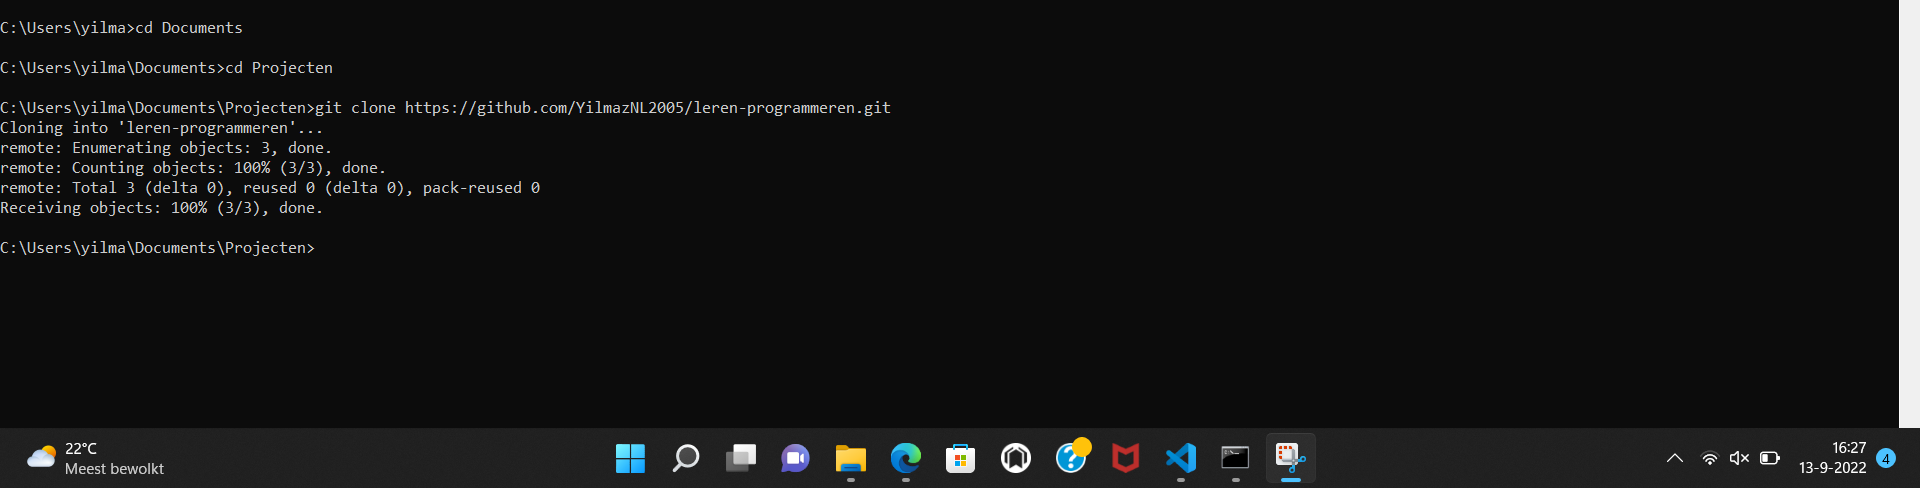 C:\Users\yilma>cd Documents
C:\Users\yilma\Documents>cd Projecten
C:\Users\yilma\Documents\Projecten>git clone https://github.com/YilmazNL2005/leren-programmeren.git
Cloning into 'leren-programmeren'...
remote: Enumerating objects: 3, done.
remote: Counting objects: 100% (3/3), done.
remote: Total 3 (delta 0), reused 0 (delta 0), pack-reused 0
Receiving objects: 100% (3/3), done.
C:\Users\yilma\Documents\Projecten>
22°C
Meest bewolkt
16:27
13-9-2022
4